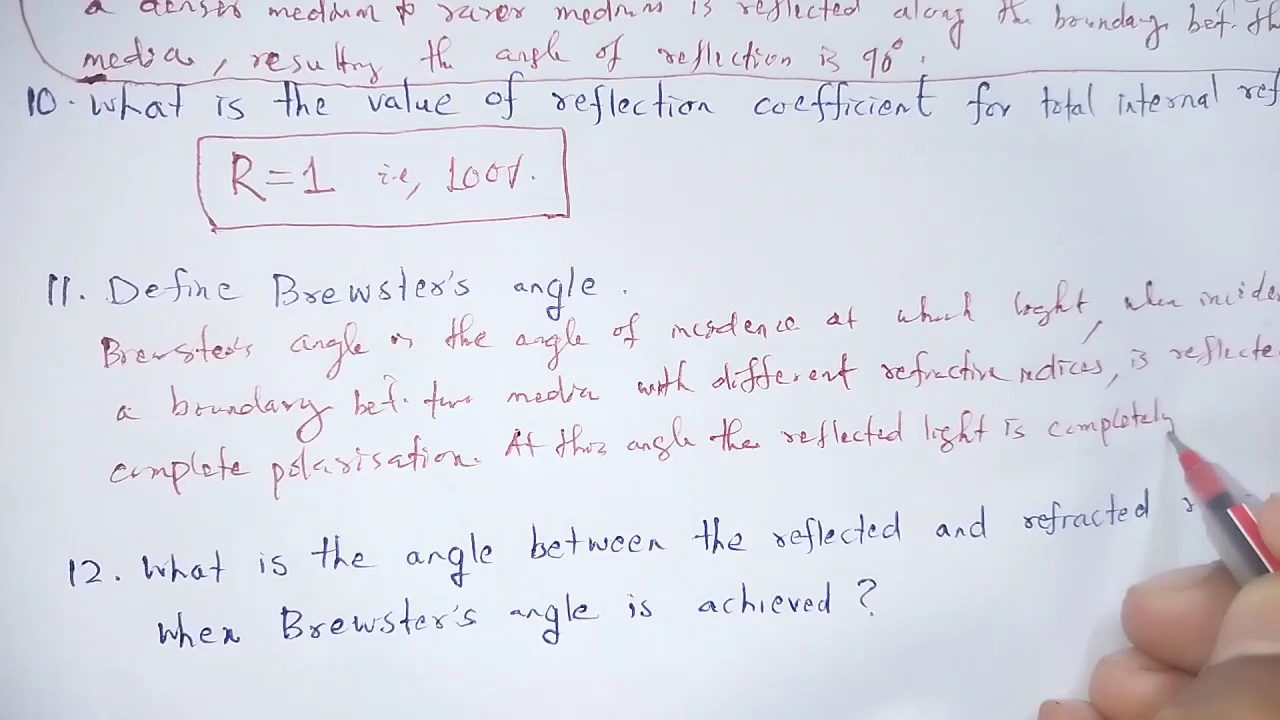 a denser medium to rarer medium is reflected along the boundary bet. th
media, resulting the angle of reflection is 90°.
10. What is the value of reflection coefficient for total internal ref
R=1 i.e, 100%.
11. Define Brewster's angle.
Brewster's angle is the angle of incidence at which light, when incide
a boundary bet. two media with different refractive indices, is reflecte
complete polarisation. At this angle the reflected light is completely
12. What is the angle between the reflected and refracted r
when Brewster's angle is achieved?